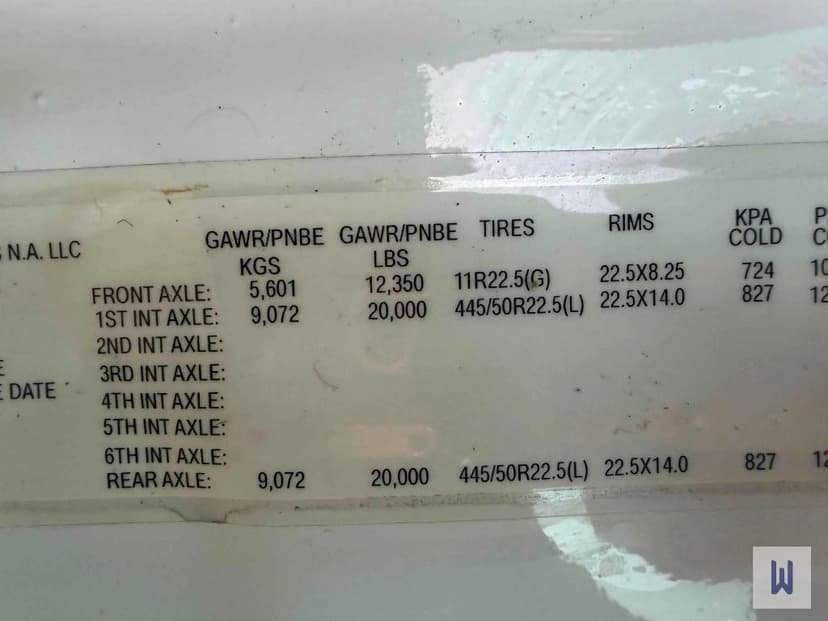 N.A. LLC
GAWR/PNBE GAWR/PNBE TIRES RIMS KPA
KGS LBS COLD
FRONT AXLE: 5,601 12,350 11R22.5(G) 22.5X8.25 724 10
1ST INT AXLE: 9,072 20,000 445/50R22.5(L) 22.5X14.0 827 12
2ND INT AXLE:
3RD INT AXLE:
DATE
4TH INT AXLE:
5TH INT AXLE:
6TH INT AXLE:
REAR AXLE: 9,072 20,000 445/50R22.5(L) 22.5X14.0 827 12
W